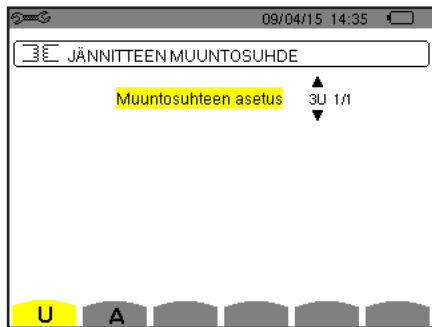 09/04/15 14:35
JÄNNITTEEN MUUNTOSUHDE
Muuntosuhteen asetus 3U 1/1
U A